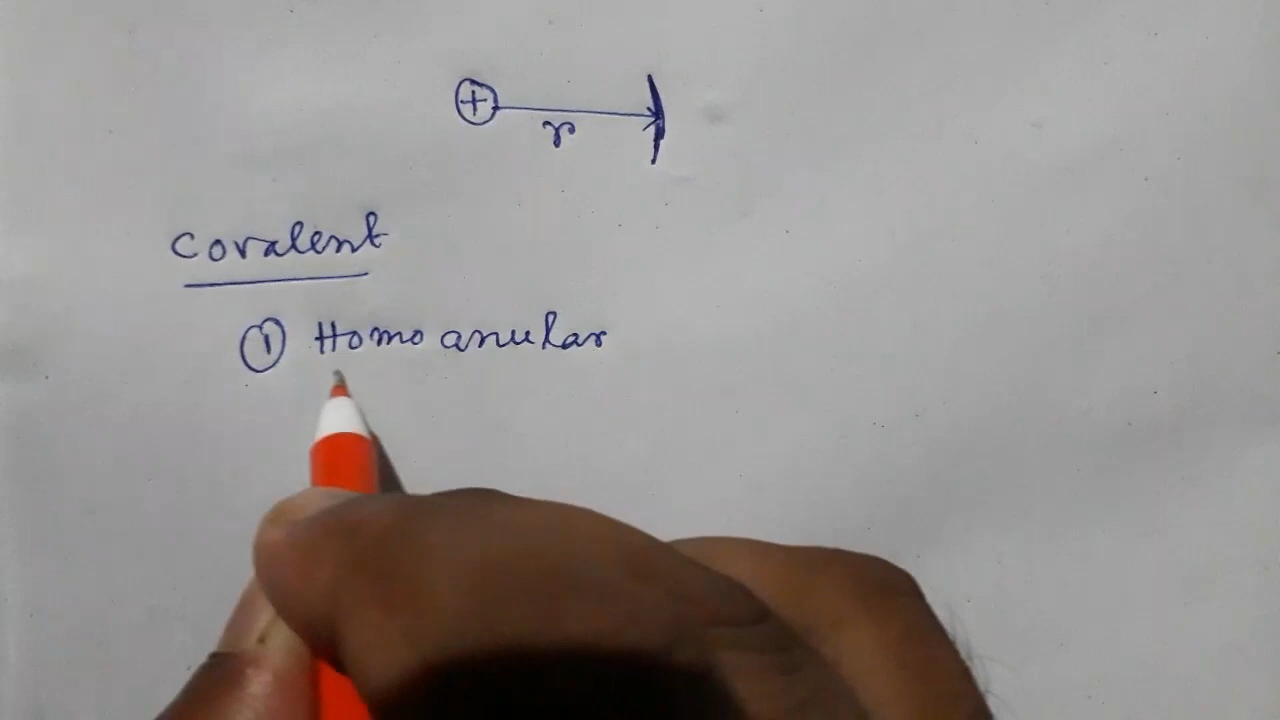 +
r
Covalent
① Homo anular